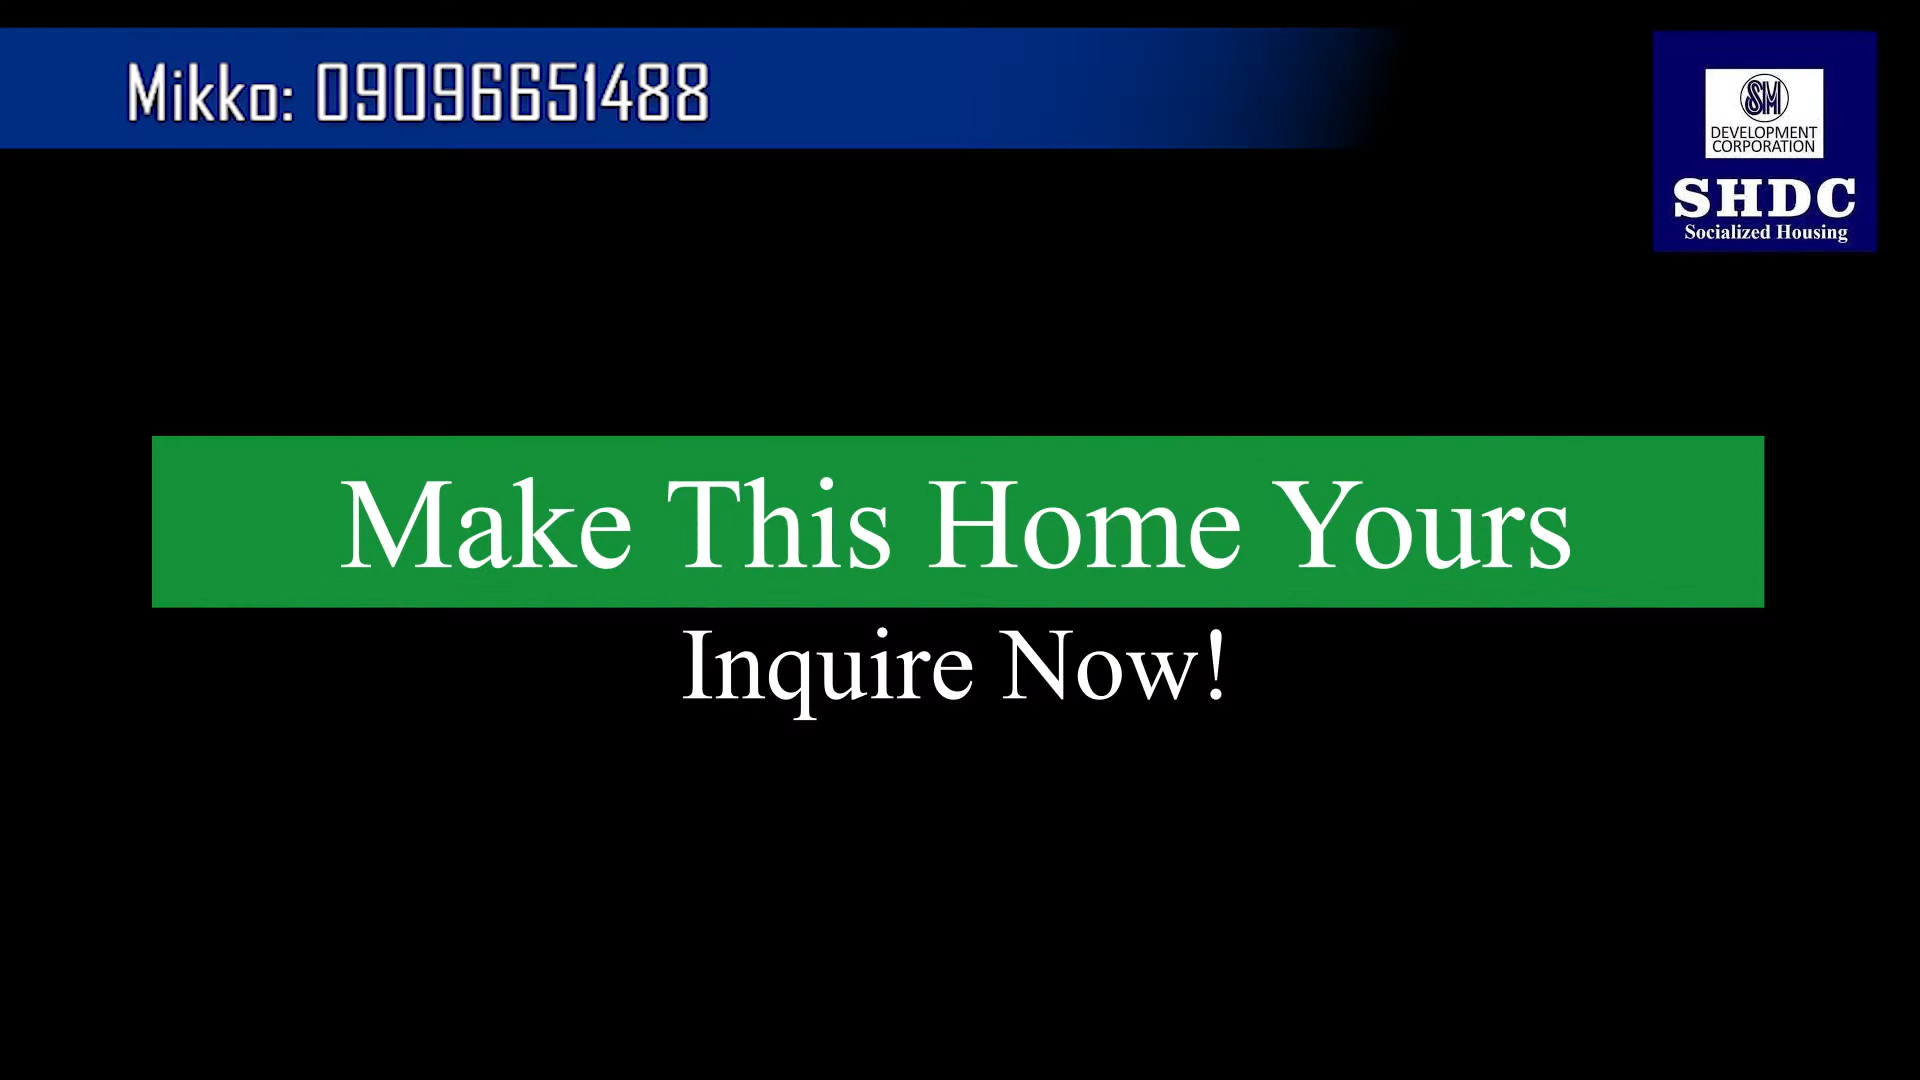 Mikko: 09096651488
SM
DEVELOPMENT
CORPORATION
SHDC
Socialized Housing
Make This Home Yours
Inquire Now!